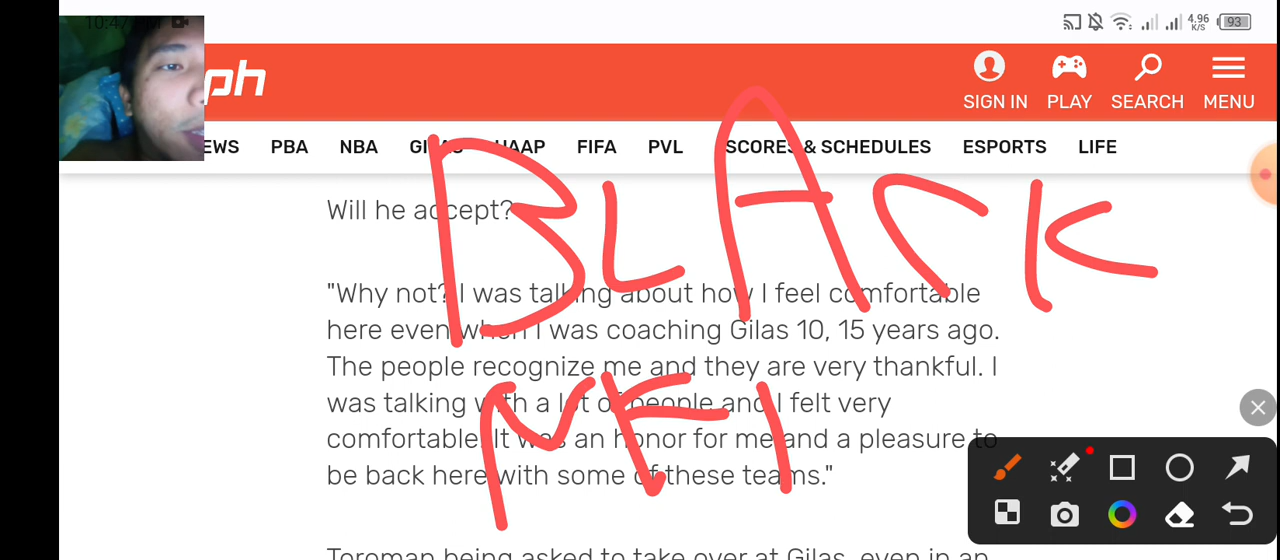 ph
SIGN IN PLAY SEARCH MENU
PBA NBA GILAS UAAP FIFA PVL SCORES & SCHEDULES ESPORTS LIFE
Will he accept?
"Why not? I was talking about how I feel comfortable
here even when I was coaching Gilas 10, 15 years ago.
The people recognize me and they are very thankful. I
was talking with a lot of people and I felt very
comfortable. It was an honor for me and a pleasure to
be back here with some of these teams."
BLACK
Toroman being asked to take over at Gilas, even in an
4.96
K/S
93